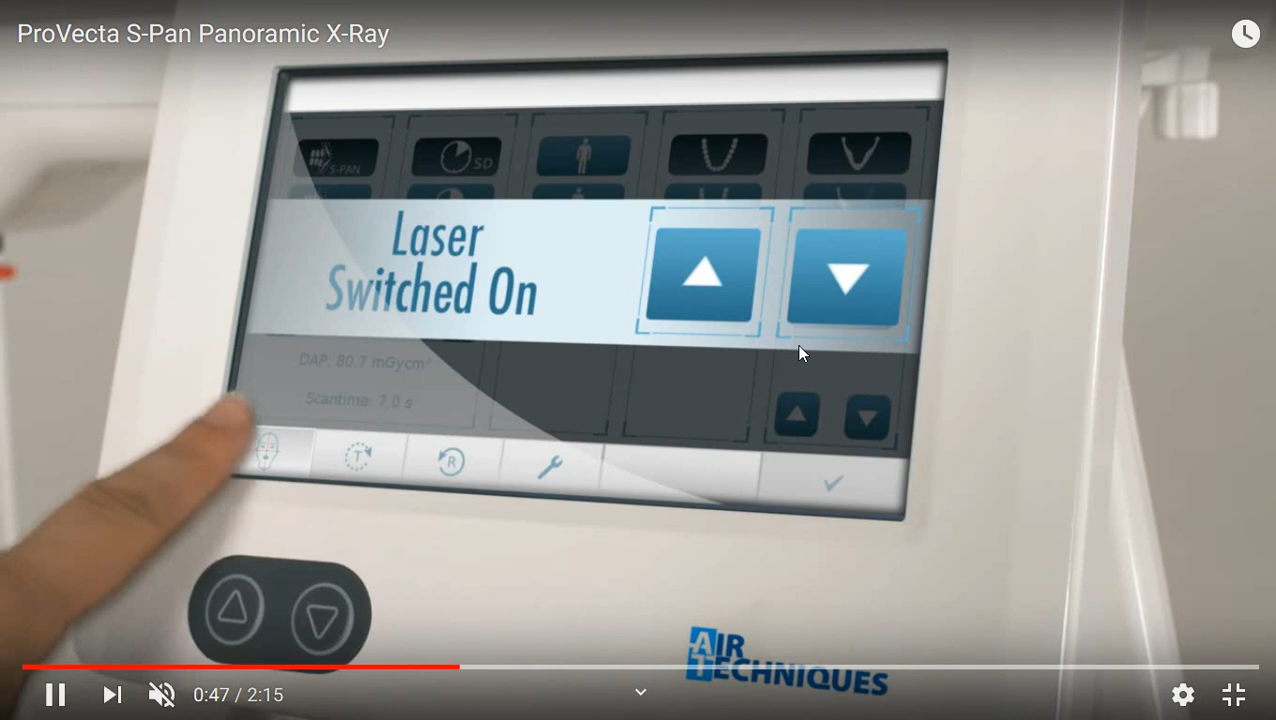 ProVecta S-Pan Panoramic X-Ray
S-PAN
SD
Laser
Switched On
DAP: 80.7 mGycm²
Scantime: 7.0 s
T
R
AIR
TECHNIQUES
0:47 / 2:15